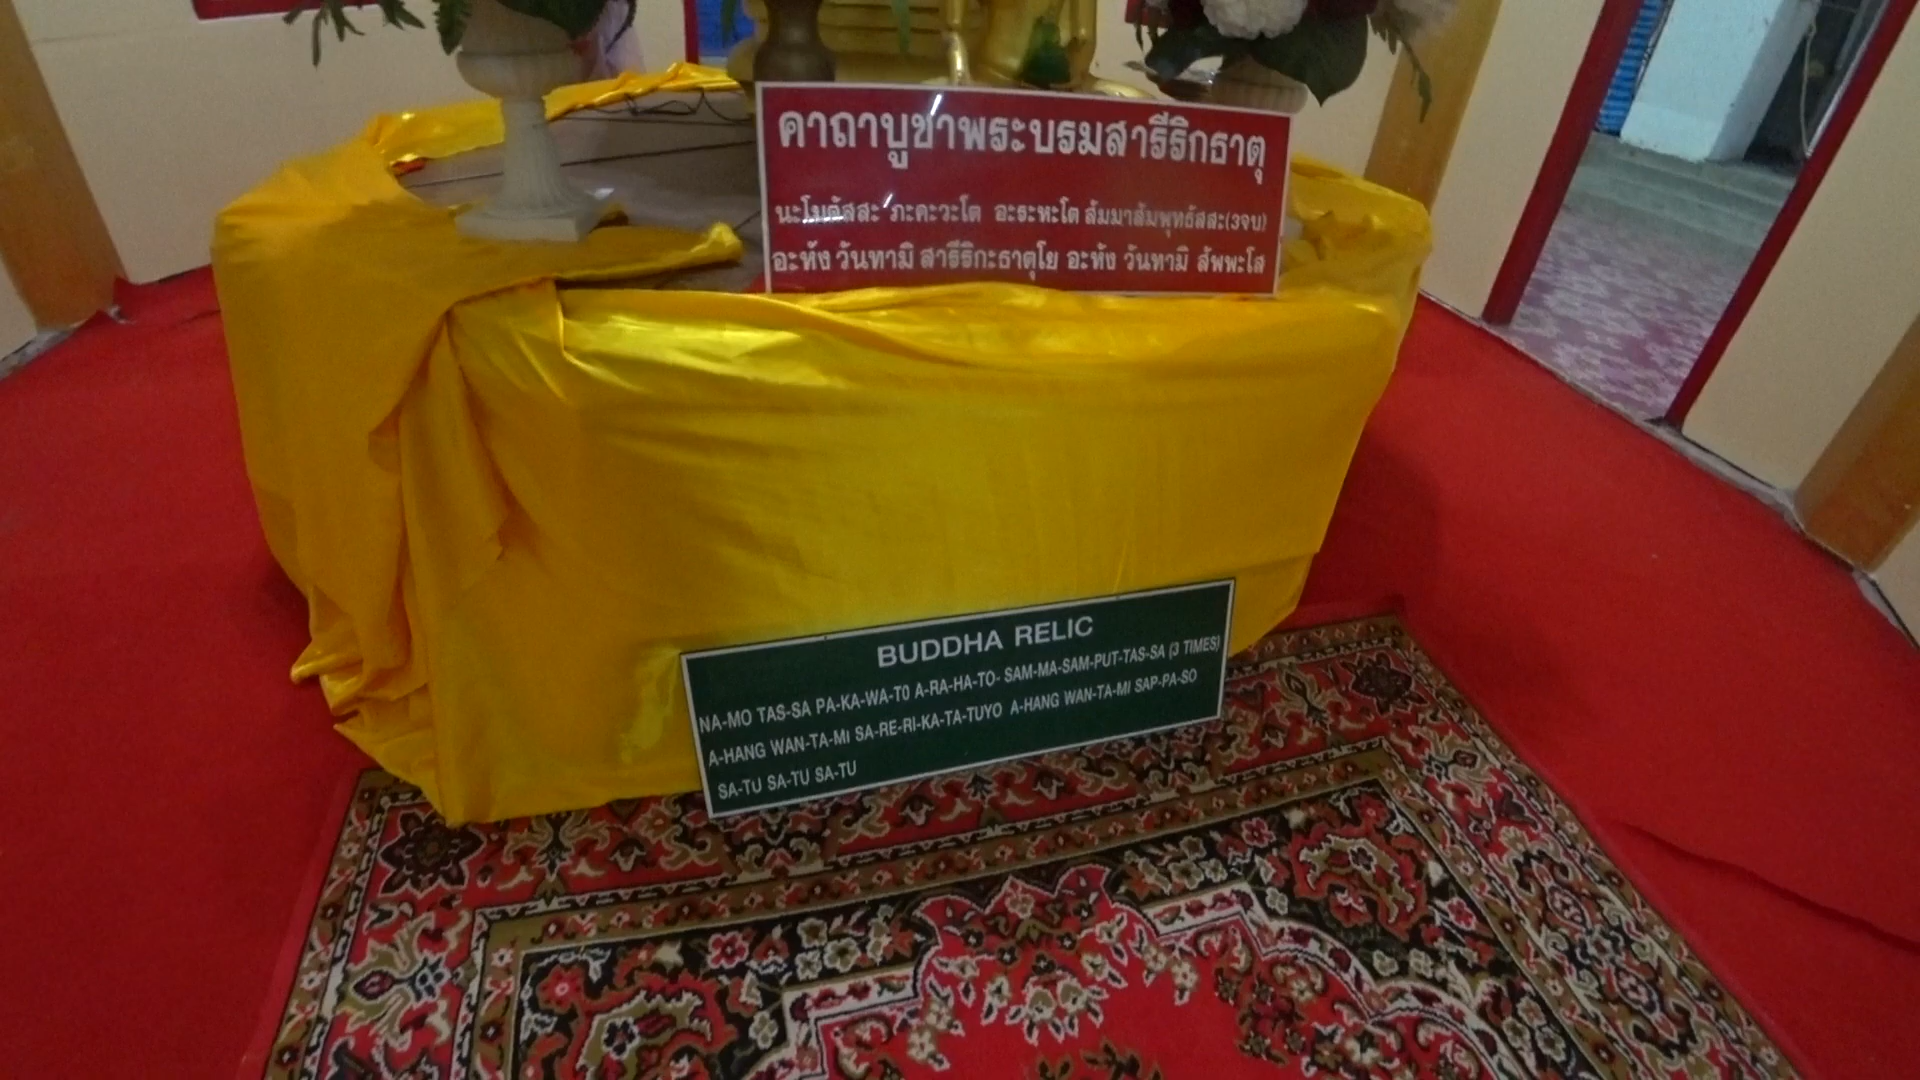 คาถาบูชาพระบรมสารีริกธาตุ
นะโมตัสสะ ภะคะวะโต อะระหะโต สัมมาสัมพุทธัสสะ(3จบ)
อะหัง วันทามิ สารีริกะธาตุโย อะหัง วันทามิ สัพพะโส
BUDDHA RELIC
NA-MO TAS-SA PA-KA-WA-T0 A-RA-HA-TO- SAM-MA-SAM-PUT-TAS-SA (3 TIMES)
A-HANG WAN-TA-MI SA-RE-RI-KA-TA-TUYO A-HANG WAN-TA-MI SAP-PA-SO
SA-TU SA-TU SA-TU